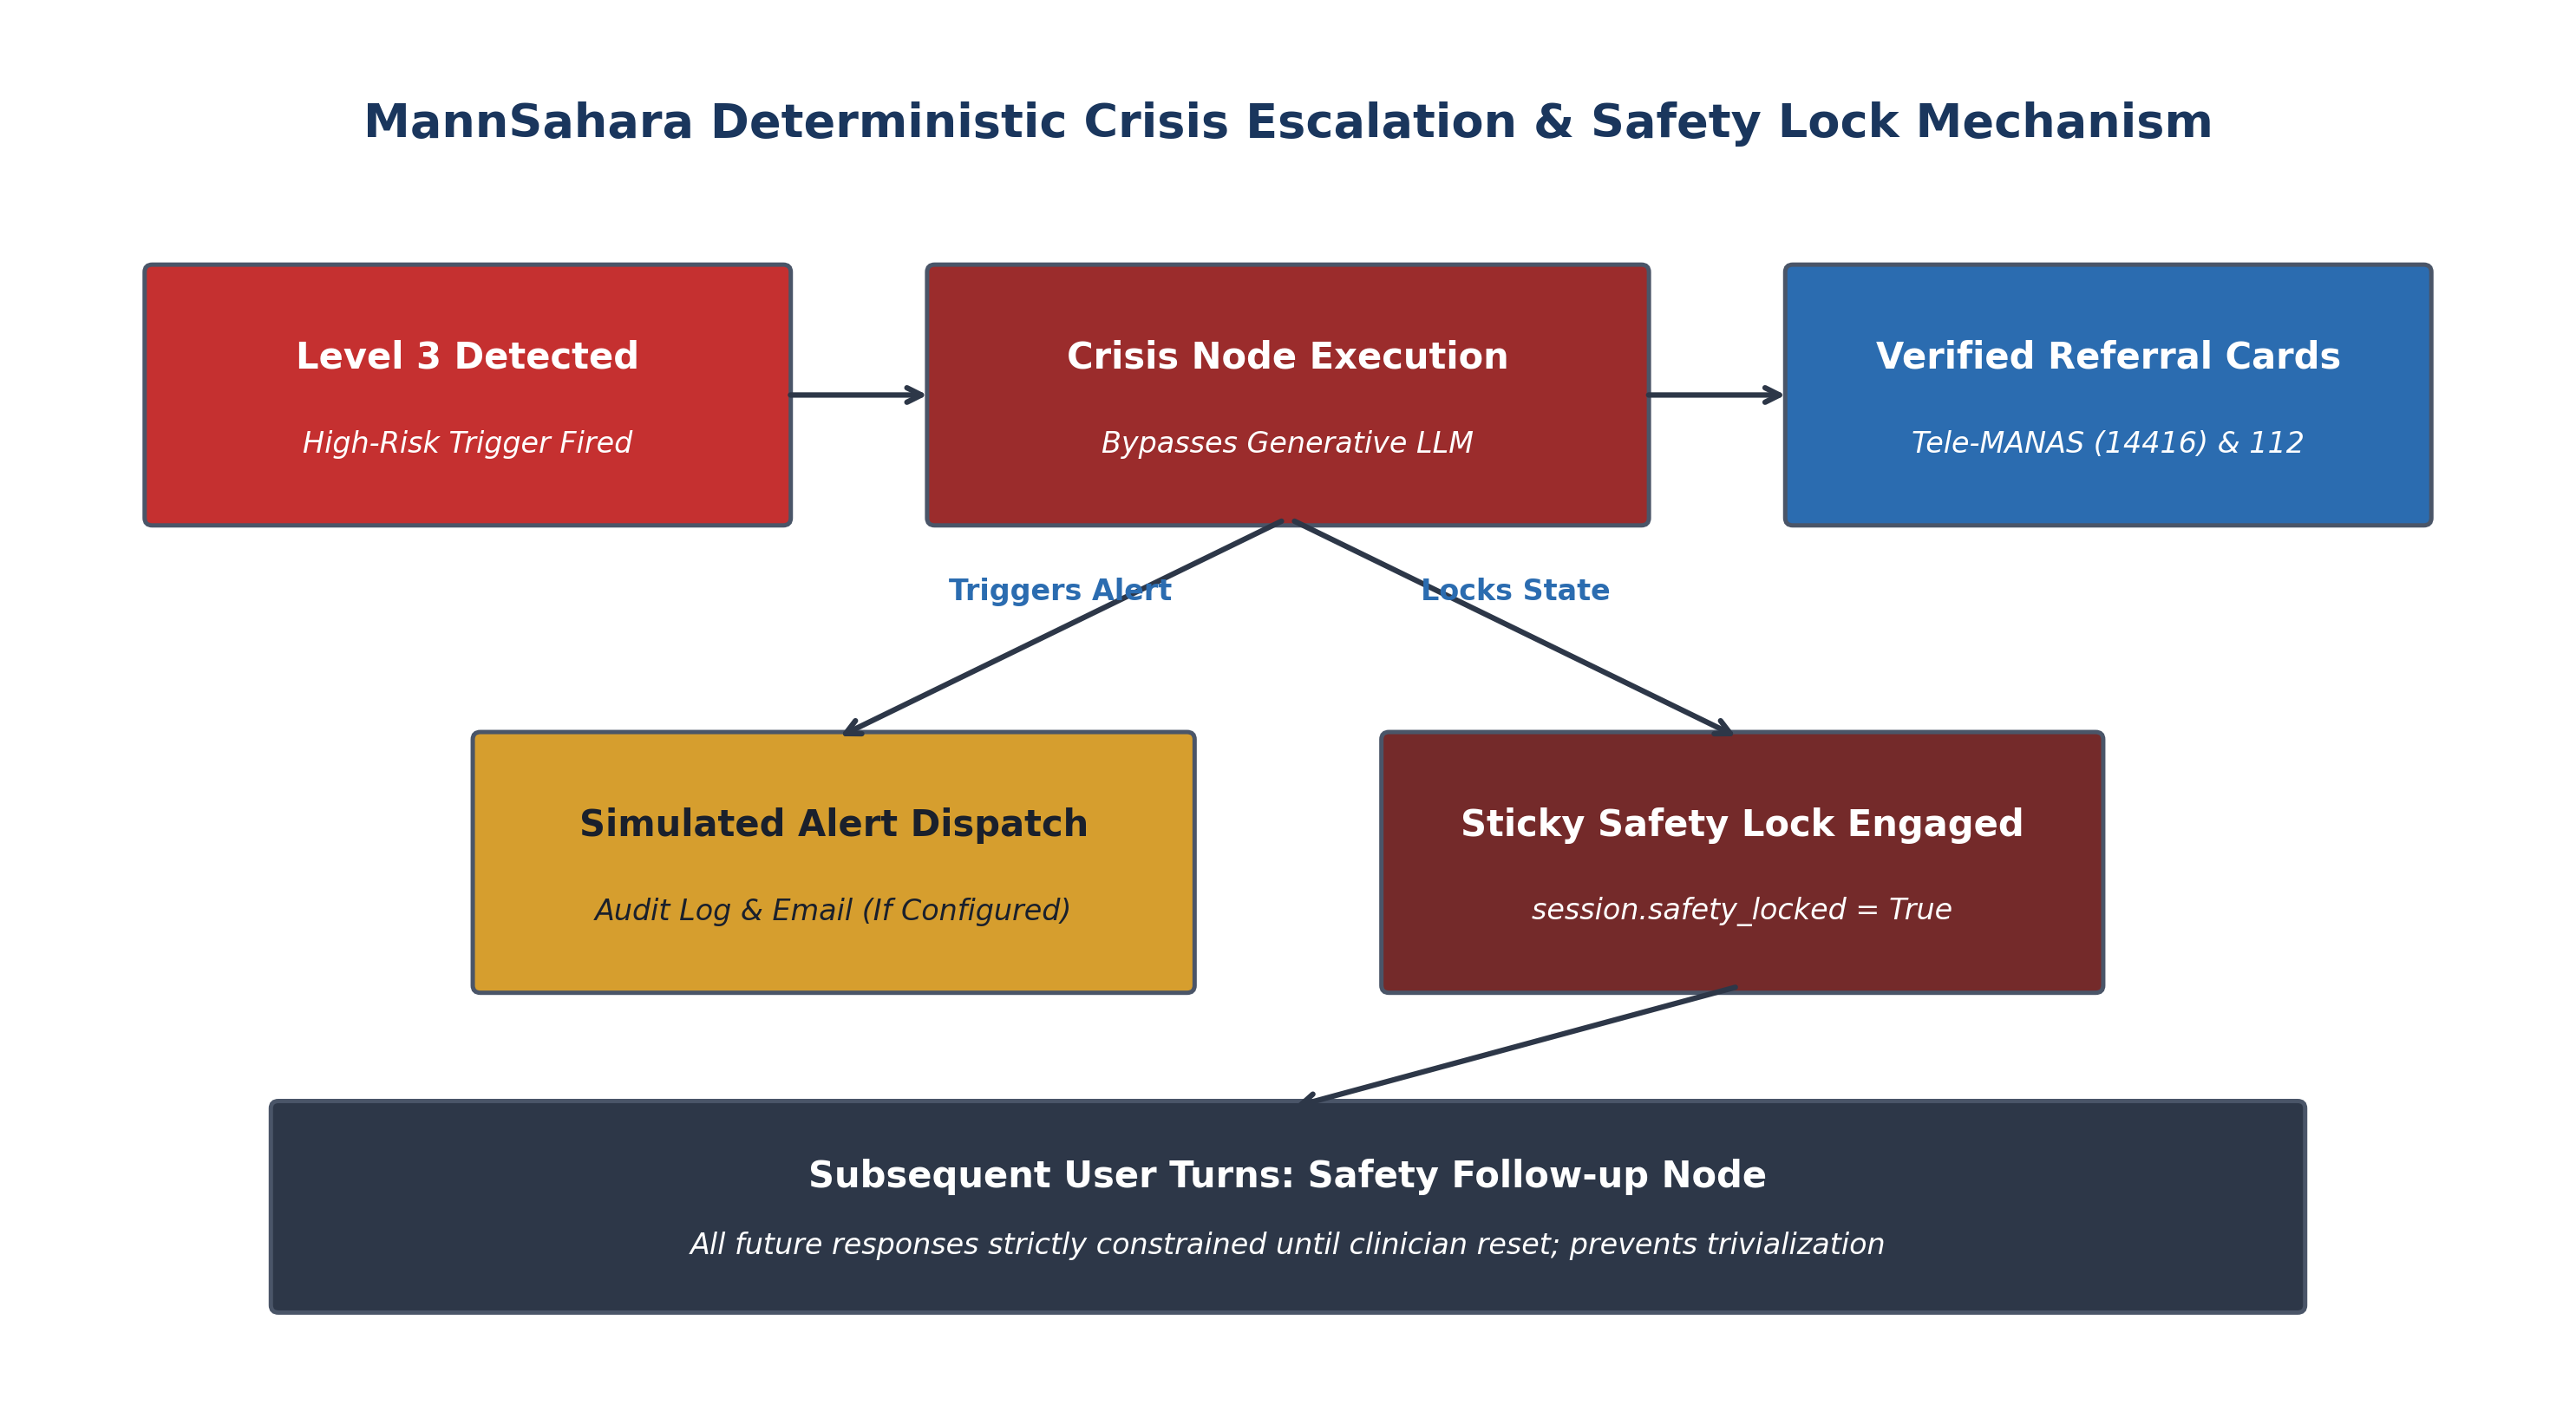 MannSahara Deterministic Crisis Escalation & Safety Lock Mechanism
Level 3 Detected
High-Risk Trigger Fired
Crisis Node Execution
Bypasses Generative LLM
Verified Referral Cards
Tele-MANAS (14416) & 112
Triggers Alert
Locks State
Simulated Alert Dispatch
Audit Log & Email (If Configured)
Sticky Safety Lock Engaged
session.safety_locked = True
Subsequent User Turns: Safety Follow-up Node
All future responses strictly constrained until clinician reset; prevents trivialization